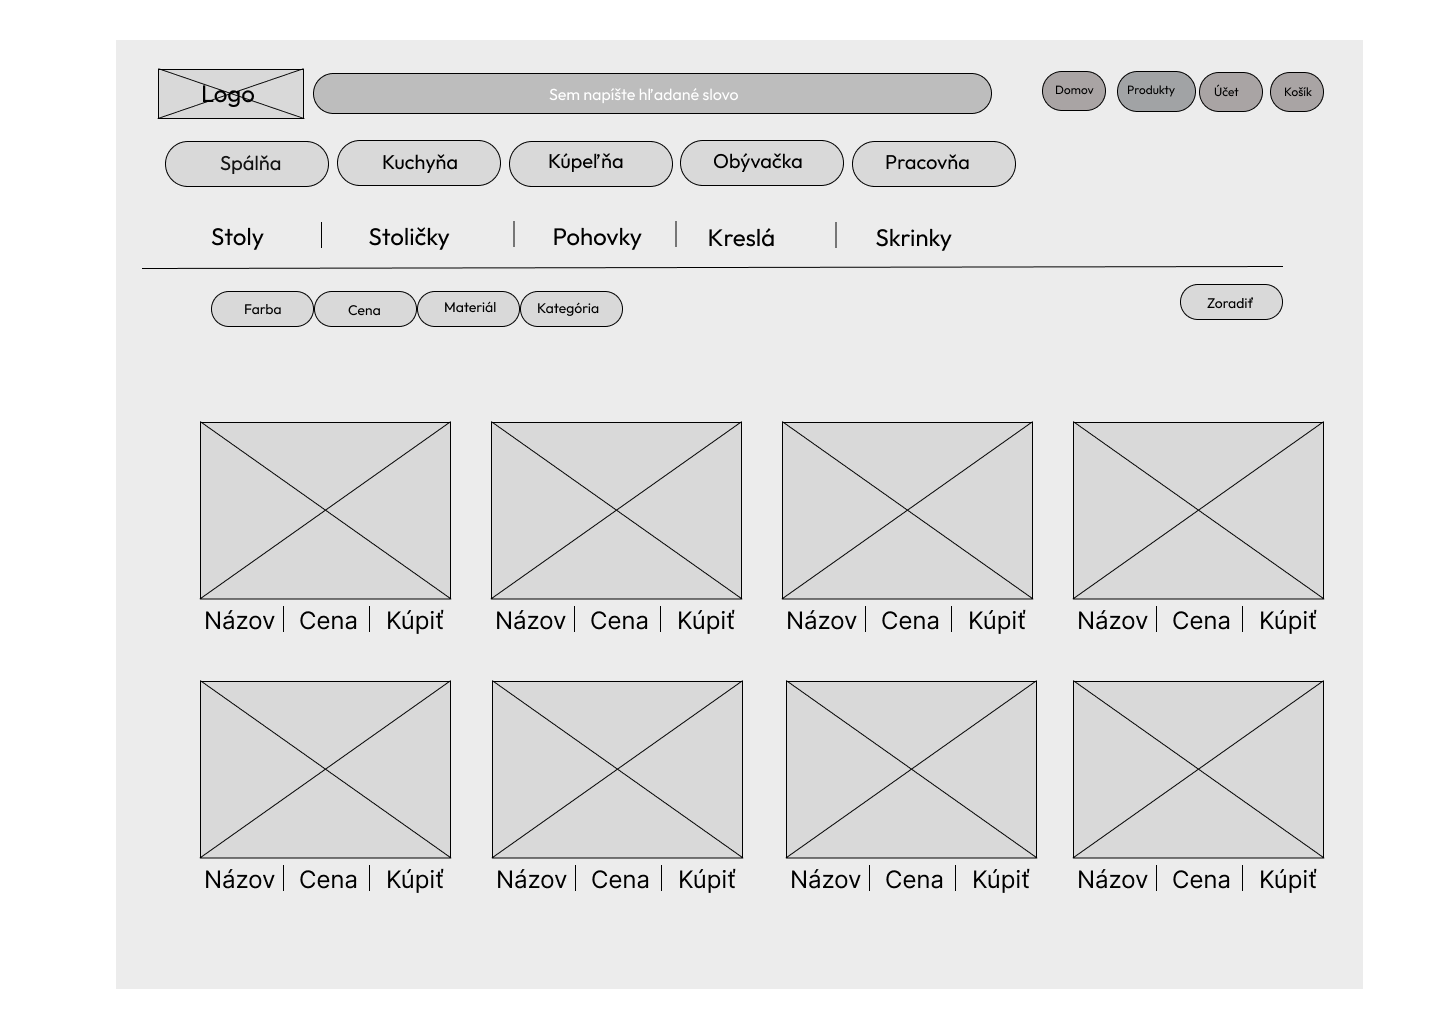 Logo Sem napíšte hľadané slovo Domov Produkty Účet Košík
Spálňa Kuchyňa Kúpeľňa Obývačka Pracovňa
Stoly Stoličky Pohovky Kreslá Skrinky
Farba Cena Materiál Kategória Zoradiť
Názov Cena Kúpiť Názov Cena Kúpiť Názov Cena Kúpiť Názov Cena Kúpiť
Názov Cena Kúpiť Názov Cena Kúpiť Názov Cena Kúpiť Názov Cena Kúpiť